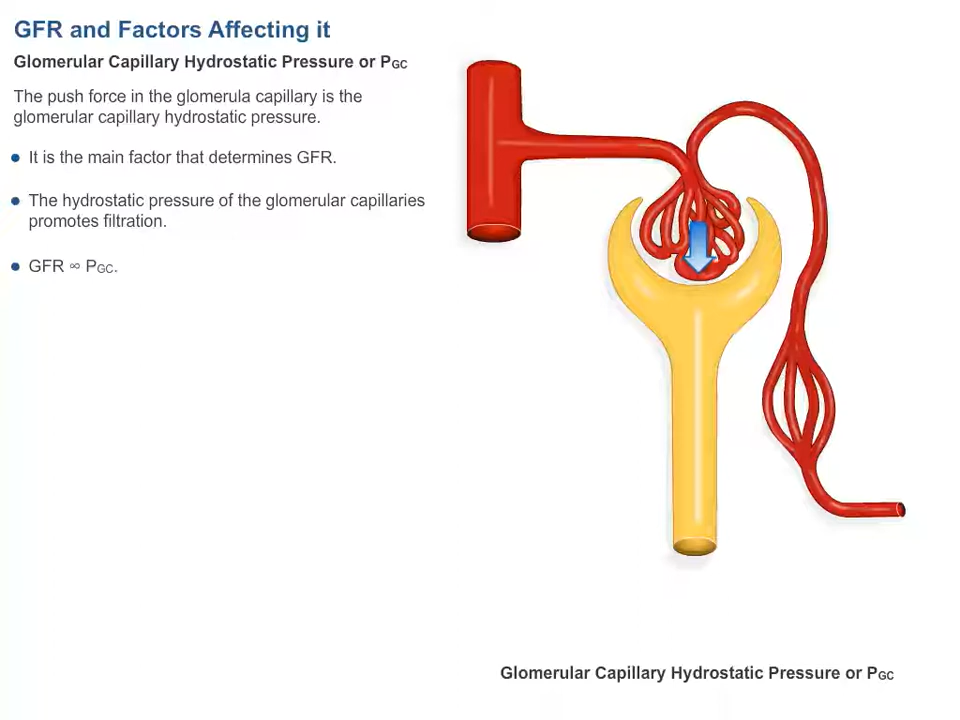 GFR and Factors Affecting it
Glomerular Capillary Hydrostatic Pressure or PGC
The push force in the glomerula capillary is the
glomerular capillary hydrostatic pressure.
• It is the main factor that determines GFR.
• The hydrostatic pressure of the glomerular capillaries
promotes filtration.
• GFR ∞ PGC.
Glomerular Capillary Hydrostatic Pressure or PGC